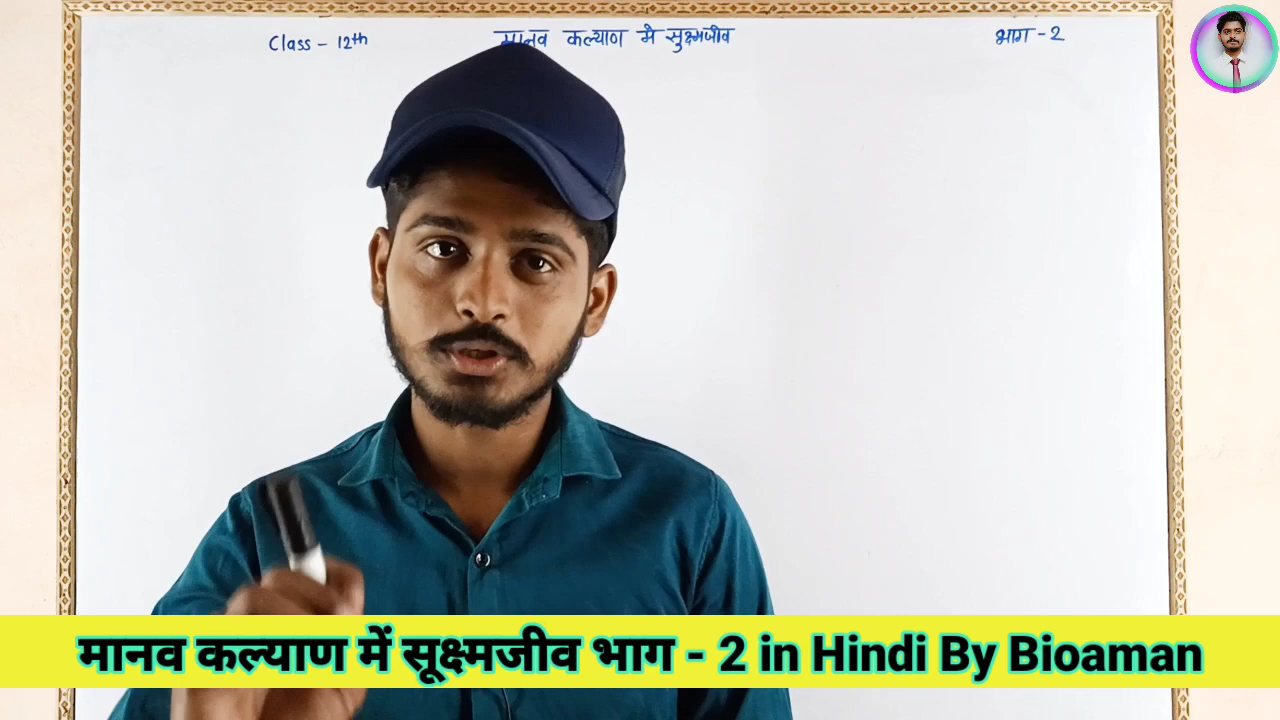 Class - 12th मानव कल्याण मे सुक्ष्मजीव भाग - 2
मानव कल्याण में सूक्ष्मजीव भाग - 2 in Hindi By Bioaman